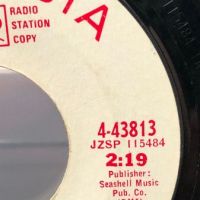 RADIO
STATION
COPY
4-43813
JZSP 115484
2:19
Publisher:
Seashell Music
Pub. Co.